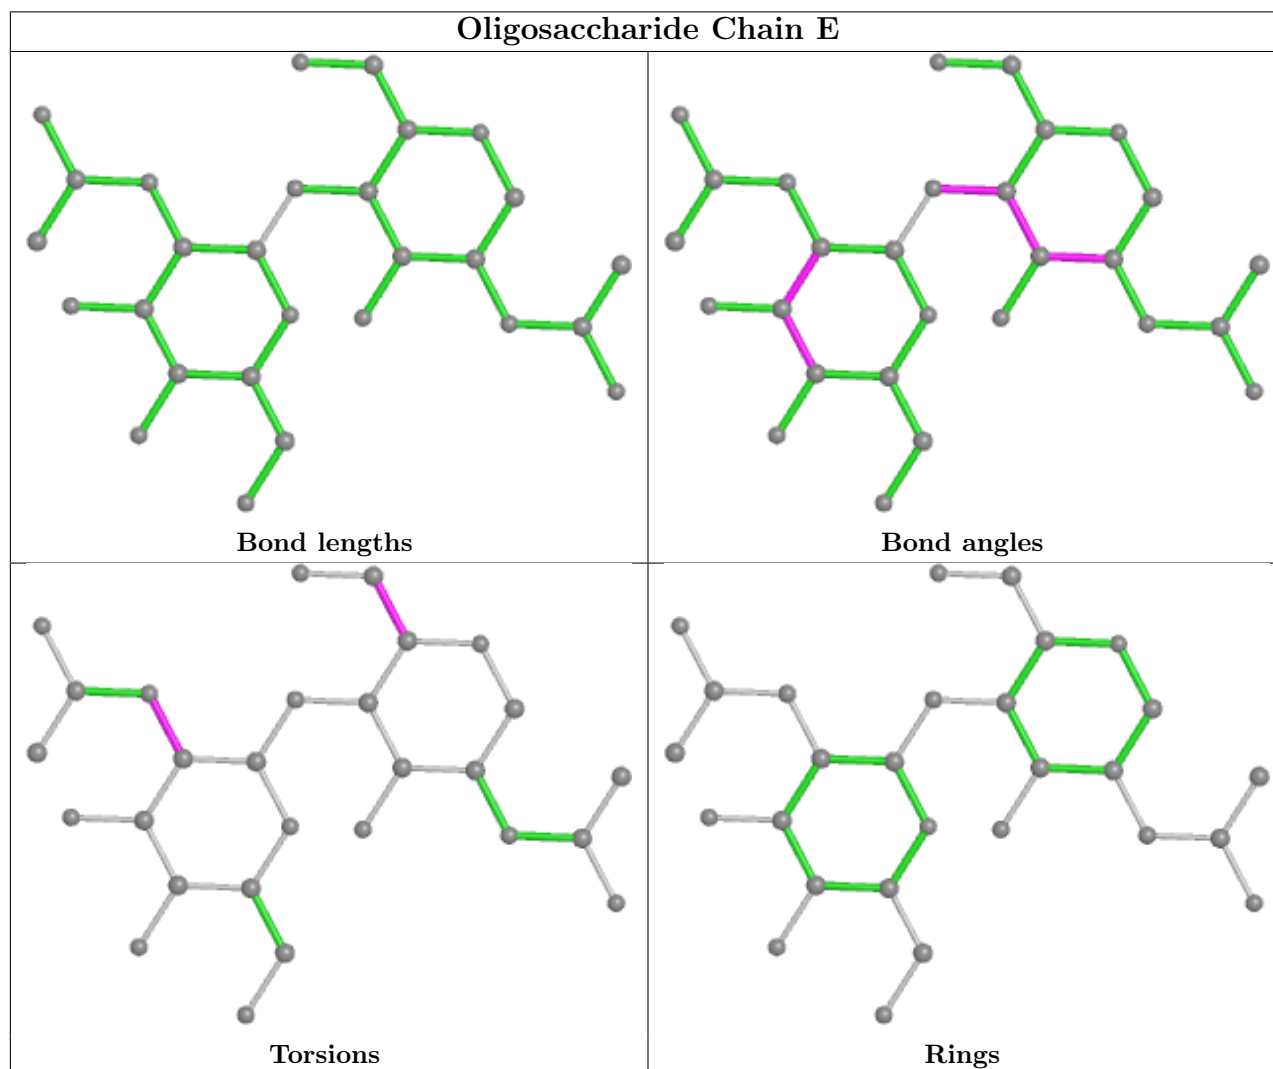 Oligosaccharide Chain E
Bond lengths
Bond angles
Torsions
Rings